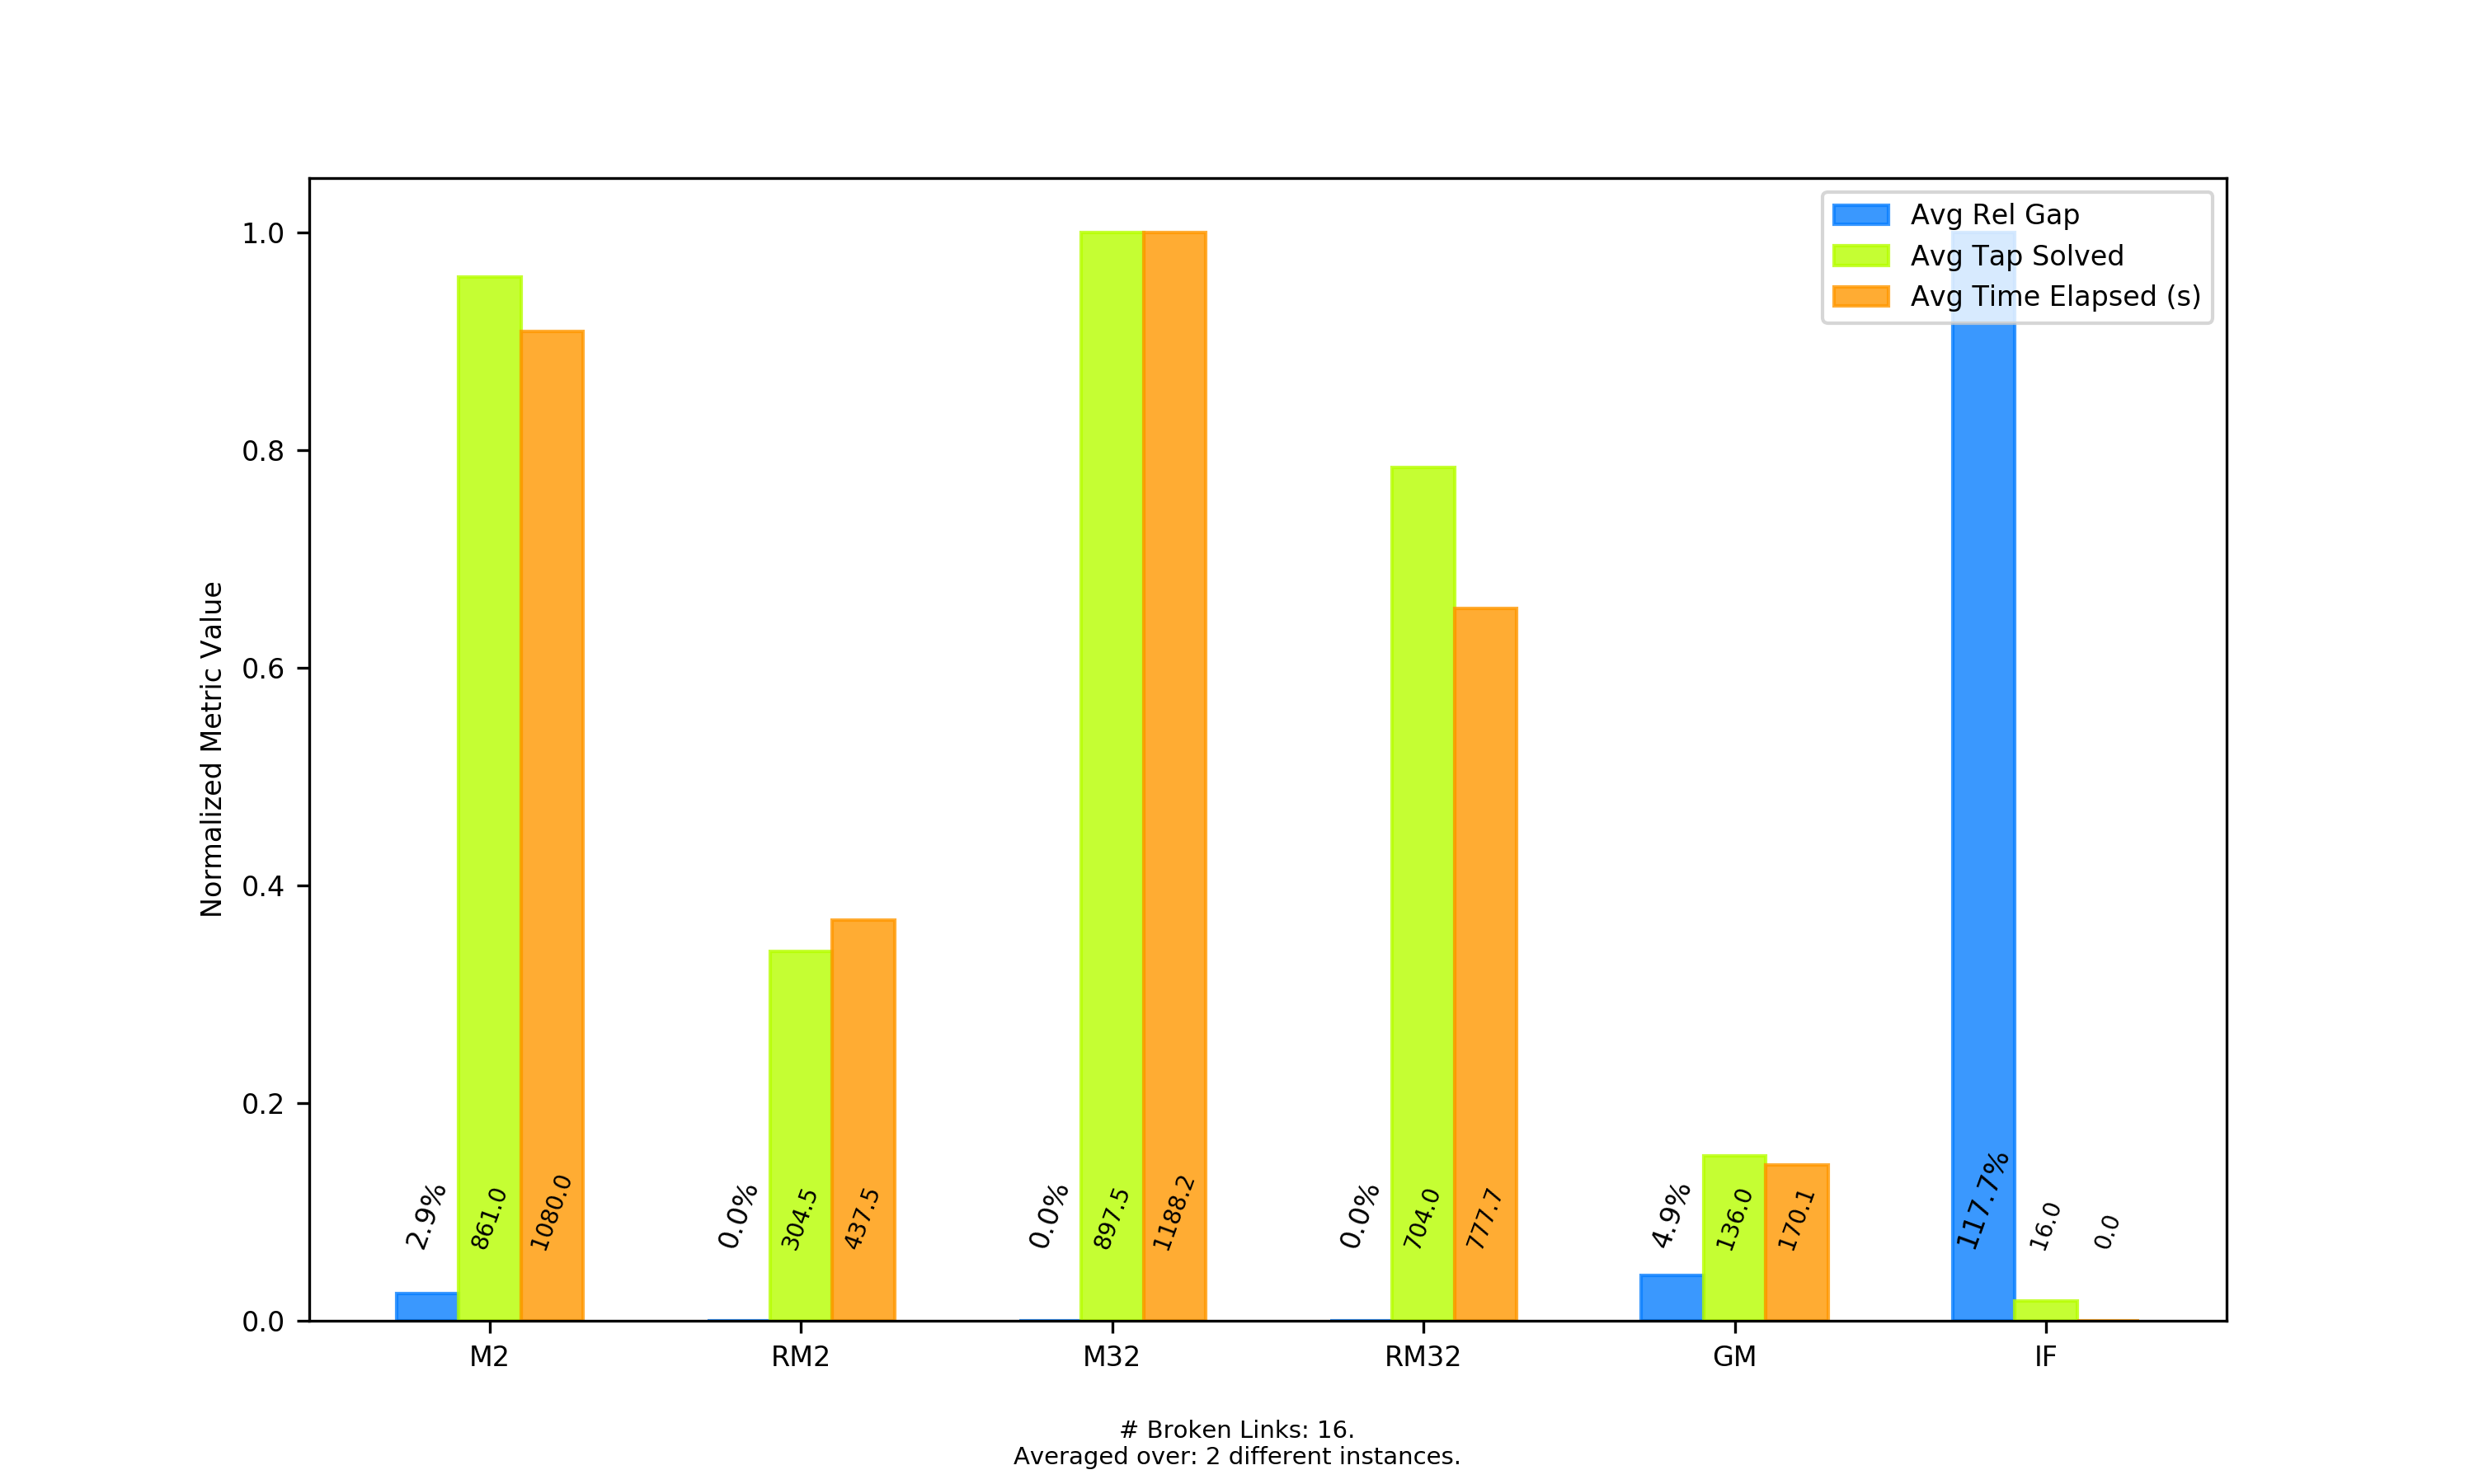 Avg Rel Gap
Avg Tap Solved
Avg Time Elapsed (s)
Normalized Metric Value
1.0
0.8
0.6
0.4
0.2
0.0
2.9%
861.0
1080.0
0.0%
304.5
437.5
0.0%
897.5
1188.2
0.0%
704.0
777.7
4.9%
136.0
170.1
117.7%
16.0
0.0
M2
RM2
M32
RM32
GM
IF
# Broken Links: 16.
Averaged over: 2 different instances.